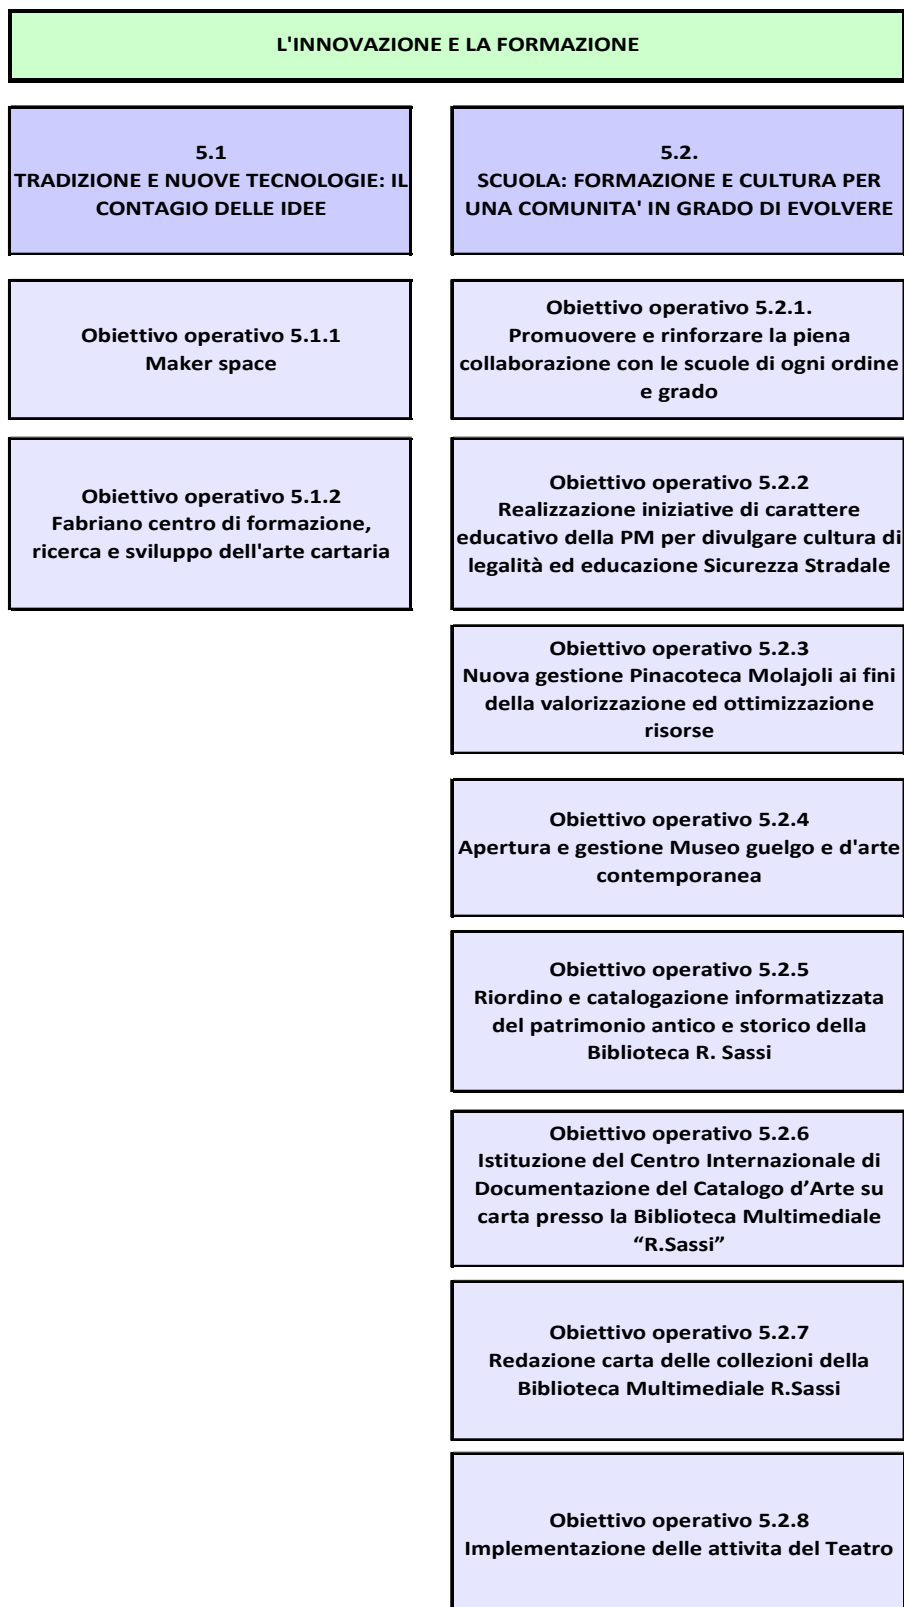 L'INNOVAZIONE E LA FORMAZIONE
5.1
TRADIZIONE E NUOVE TECNOLOGIE: IL
CONTAGIO DELLE IDEE
Obiettivo operativo 5.1.1
Maker space
Obiettivo operativo 5.1.2
Fabriano centro di formazione,
ricerca e sviluppo dell'arte cartaria
5.2.
SCUOLA: FORMAZIONE E CULTURA PER
UNA COMUNITA' IN GRADO DI EVOLVERE
Obiettivo operativo 5.2.1.
Promuovere e rinforzare la piena
collaborazione con le scuole di ogni ordine
e grado
Obiettivo operativo 5.2.2
Realizzazione iniziative di carattere
educativo della PM per divulgare cultura di
legalità ed educazione Sicurezza Stradale
Obiettivo operativo 5.2.3
Nuova gestione Pinacoteca Molajoli ai fini
della valorizzazione ed ottimizzazione
risorse
Obiettivo operativo 5.2.4
Apertura e gestione Museo guelgo e d'arte
contemporanea
Obiettivo operativo 5.2.5
Riordino e catalogazione informatizzata
del patrimonio antico e storico della
Biblioteca R. Sassi
Obiettivo operativo 5.2.6
Istituzione del Centro Internazionale di
Documentazione del Catalogo d’Arte su
carta presso la Biblioteca Multimediale
“R.Sassi”
Obiettivo operativo 5.2.7
Redazione carta delle collezioni della
Biblioteca Multimediale R.Sassi
Obiettivo operativo 5.2.8
Implementazione delle attivita del Teatro